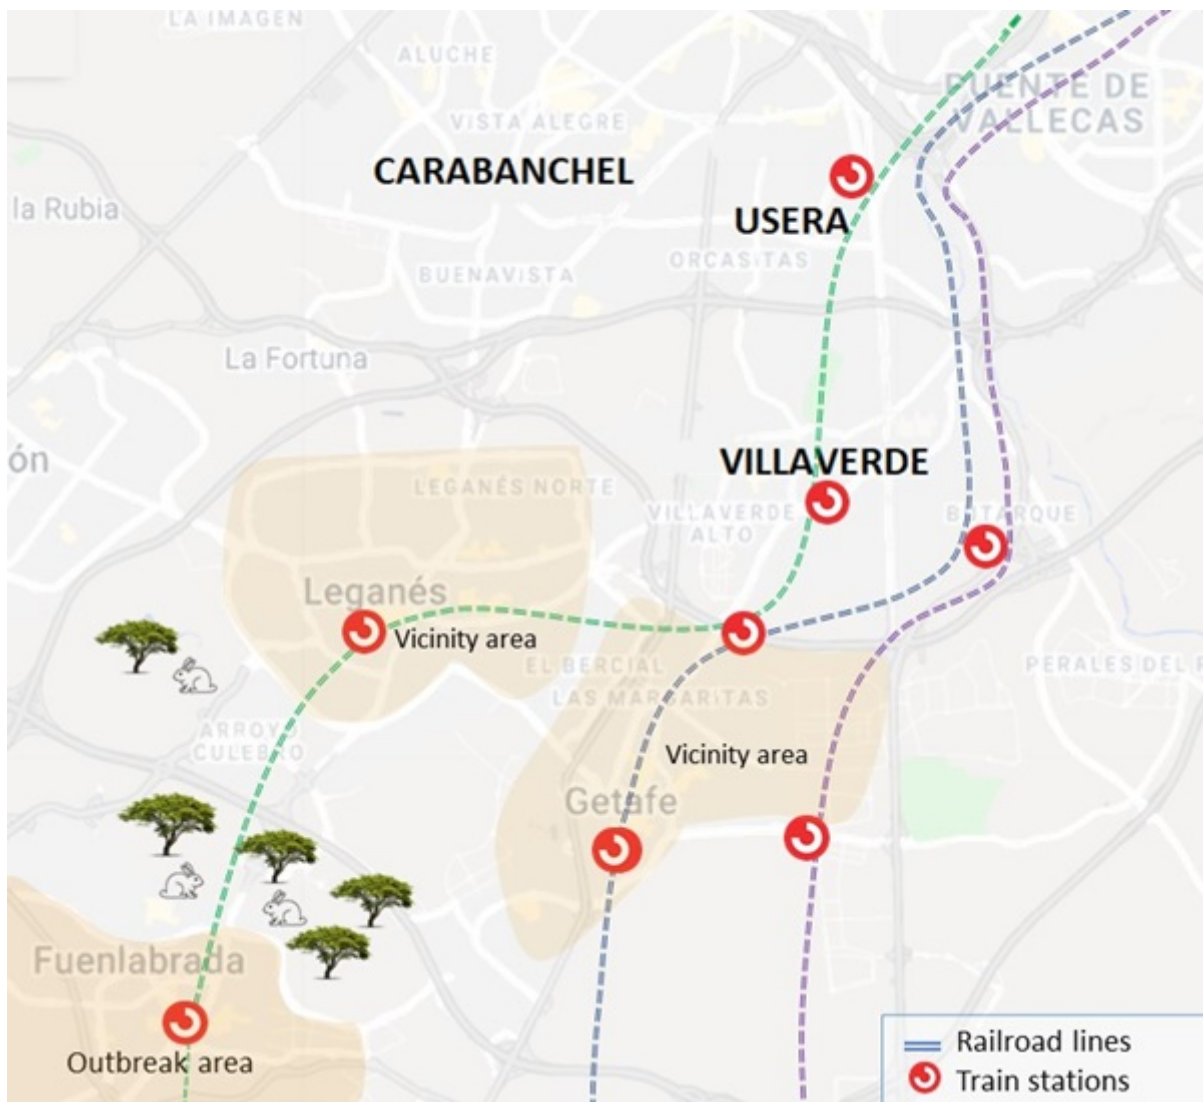 LA IMAGEN
ALUCHE
PUENTE DE
VALLECAS
VISTA ALEGRE
CARABANCHEL
la Rubia
USERA
ORCASITAS
BUENAVISTA
La Fortuna
VILLAVERDE
ón
LEGANÉS NORTE
VILLAVERDE
ALTO
BUTARQUE
Leganés
Vicinity area
EL BERCIAL
LAS MARGARITAS
PERALES DEL R
ARROYO
CULEBRO
Vicinity area
Getafe
Fuenlabrada
Outbreak area
Railroad lines
Train stations